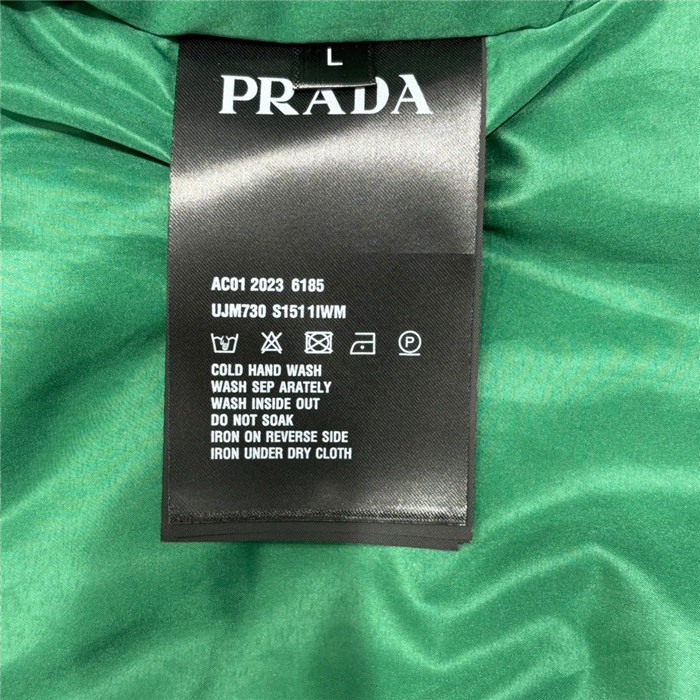 L
PRADA
AC01 2023 6185
UJM730 S1511IWM
P
COLD HAND WASH
WASH SEP ARATELY
WASH INSIDE OUT
DO NOT SOAK
IRON ON REVERSE SIDE
IRON UNDER DRY CLOTH